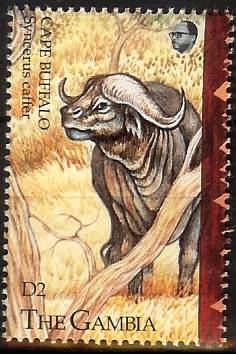 CAPE BUFFALO
Syncerus caffer
D2
THE GAMBIA